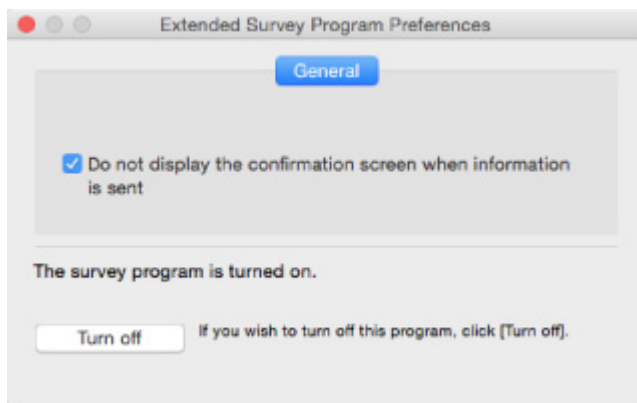 Extended Survey Program Preferences
General
Do not display the confirmation screen when information
is sent
The survey program is turned on.
Turn off
If you wish to turn off this program, click [Turn off].